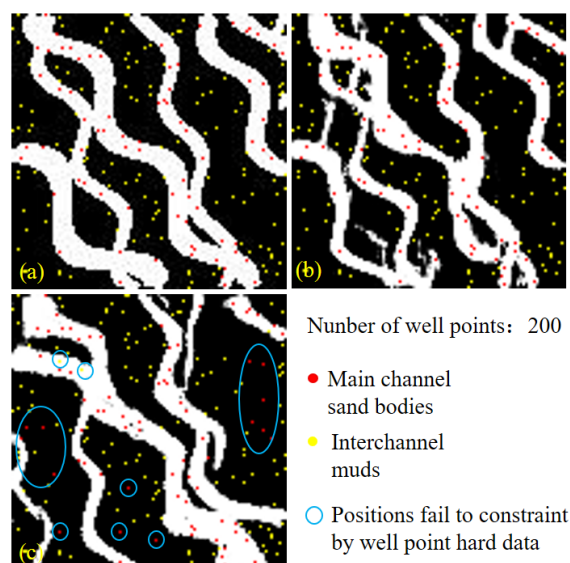 (a)
(b)
(c)
Nunber of well points: 200
Main channel
sand bodies
Interchannel
muds
Positions fail to constraint
by well point hard data